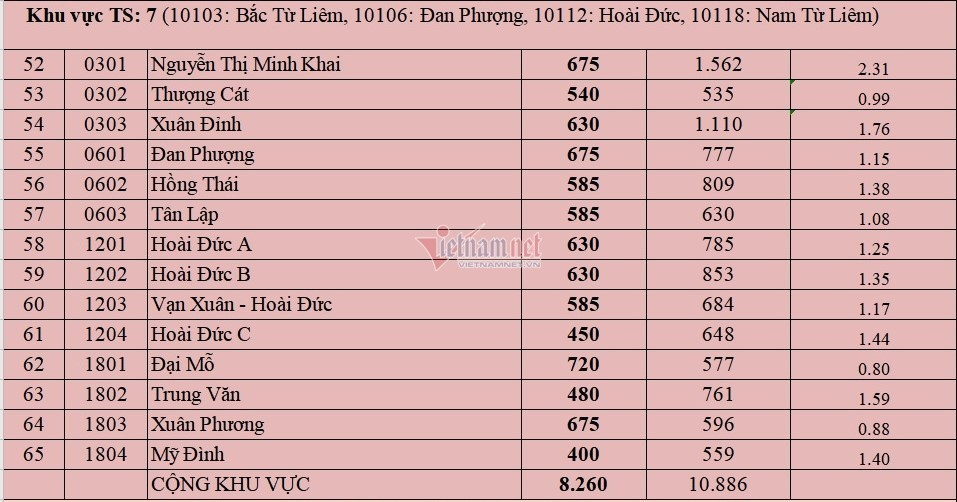 Khu vực TS: 7 (10103: Bắc Từ Liêm, 10106: Đan Phượng, 10112: Hoài Đức, 10118: Nam Từ Liêm)
52 0301 Nguyễn Thị Minh Khai 675 1.562 2.31
53 0302 Thượng Cát 540 535 0.99
54 0303 Xuân Đinh 630 1.110 1.76
55 0601 Đan Phượng 675 777 1.15
56 0602 Hồng Thái 585 809 1.38
57 0603 Tân Lập 585 630 1.08
58 1201 Hoài Đức A 630 785 1.25
Vietnamnet
59 1202 Hoài Đức B 630 853 1.35
VIETNAMNET.VN
60 1203 Vạn Xuân - Hoài Đức 585 684 1.17
61 1204 Hoài Đức C 450 648 1.44
62 1801 Đại Mỗ 720 577 0.80
63 1802 Trung Văn 480 761 1.59
64 1803 Xuân Phương 675 596 0.88
65 1804 Mỹ Đình 400 559 1.40
CỘNG KHU VỰC 8.260 10.886